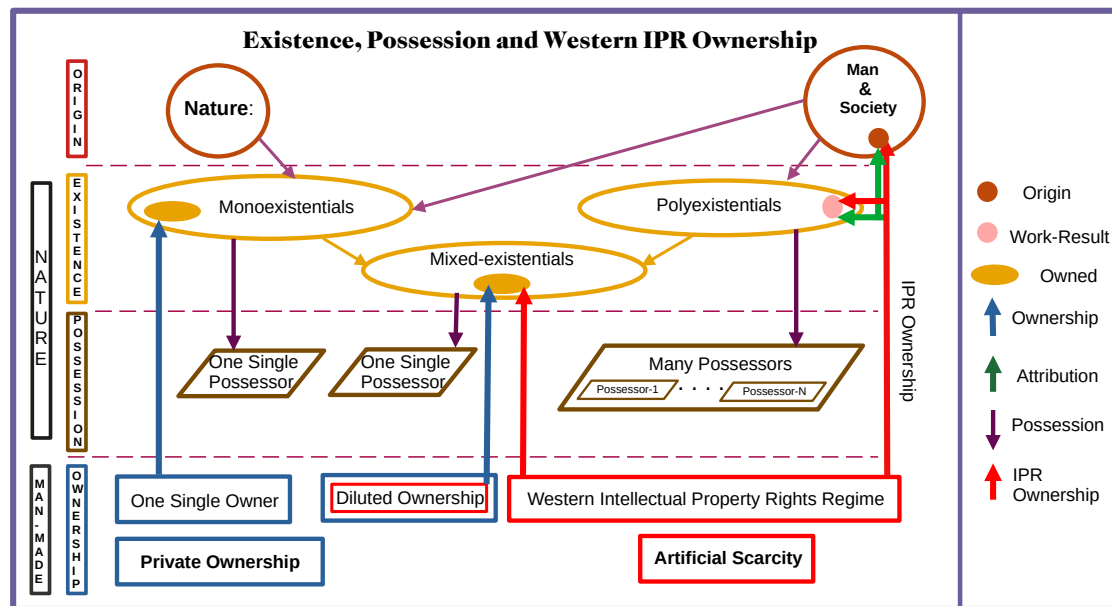 Existence, Possession and Western IPR Ownership
ORIGIN
Nature:
Man
&
Society
NATURE
EXISTENCE
Monoexistentials
Polyexistentials
Mixed-existentials
POSSESSION
One Single
Possessor
One Single
Possessor
Many Possessors
Possessor-1
. . . .
Possessor-N
IPR Ownership
MAN-MADE
OWNERSHIP
One Single Owner
Diluted Ownership
Western Intellectual Property Rights Regime
Private Ownership
Artificial Scarcity
Origin
Work-Result
Owned
Ownership
Attribution
Possession
IPR
Ownership